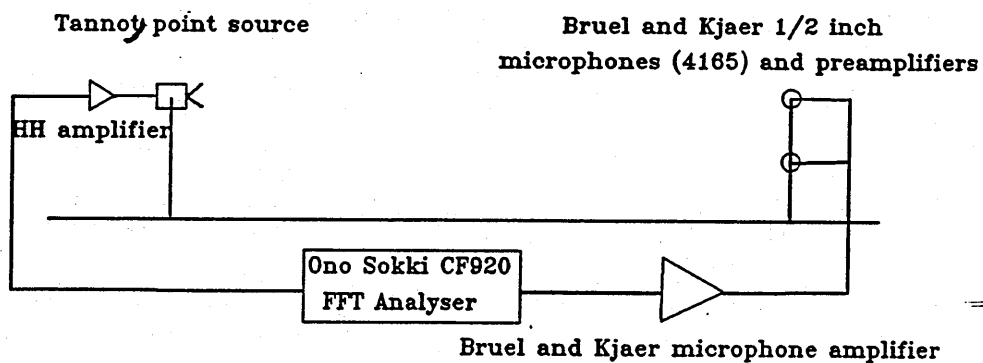 Tannoy point source
Bruel and Kjaer 1/2 inch
microphones (4165) and preamplifiers
HH amplifier
Ono Sokki CF920
FFT Analyser
Bruel and Kjaer microphone amplifier